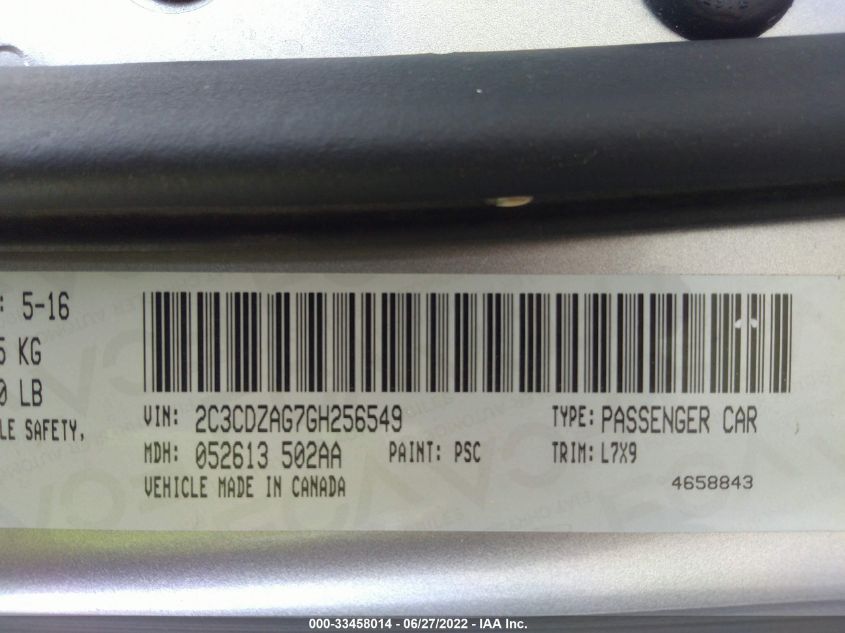 : 5-16
5 KG
0 LB
LE SAFETY,
VIN: 2C3CDZAG7GH256549
TYPE: PASSENGER CAR
MDH: 052613 502AA
PAINT: PSC
TRIM: L7X9
VEHICLE MADE IN CANADA
4658843
000-33458014 - 06/27/2022 - IAA Inc.